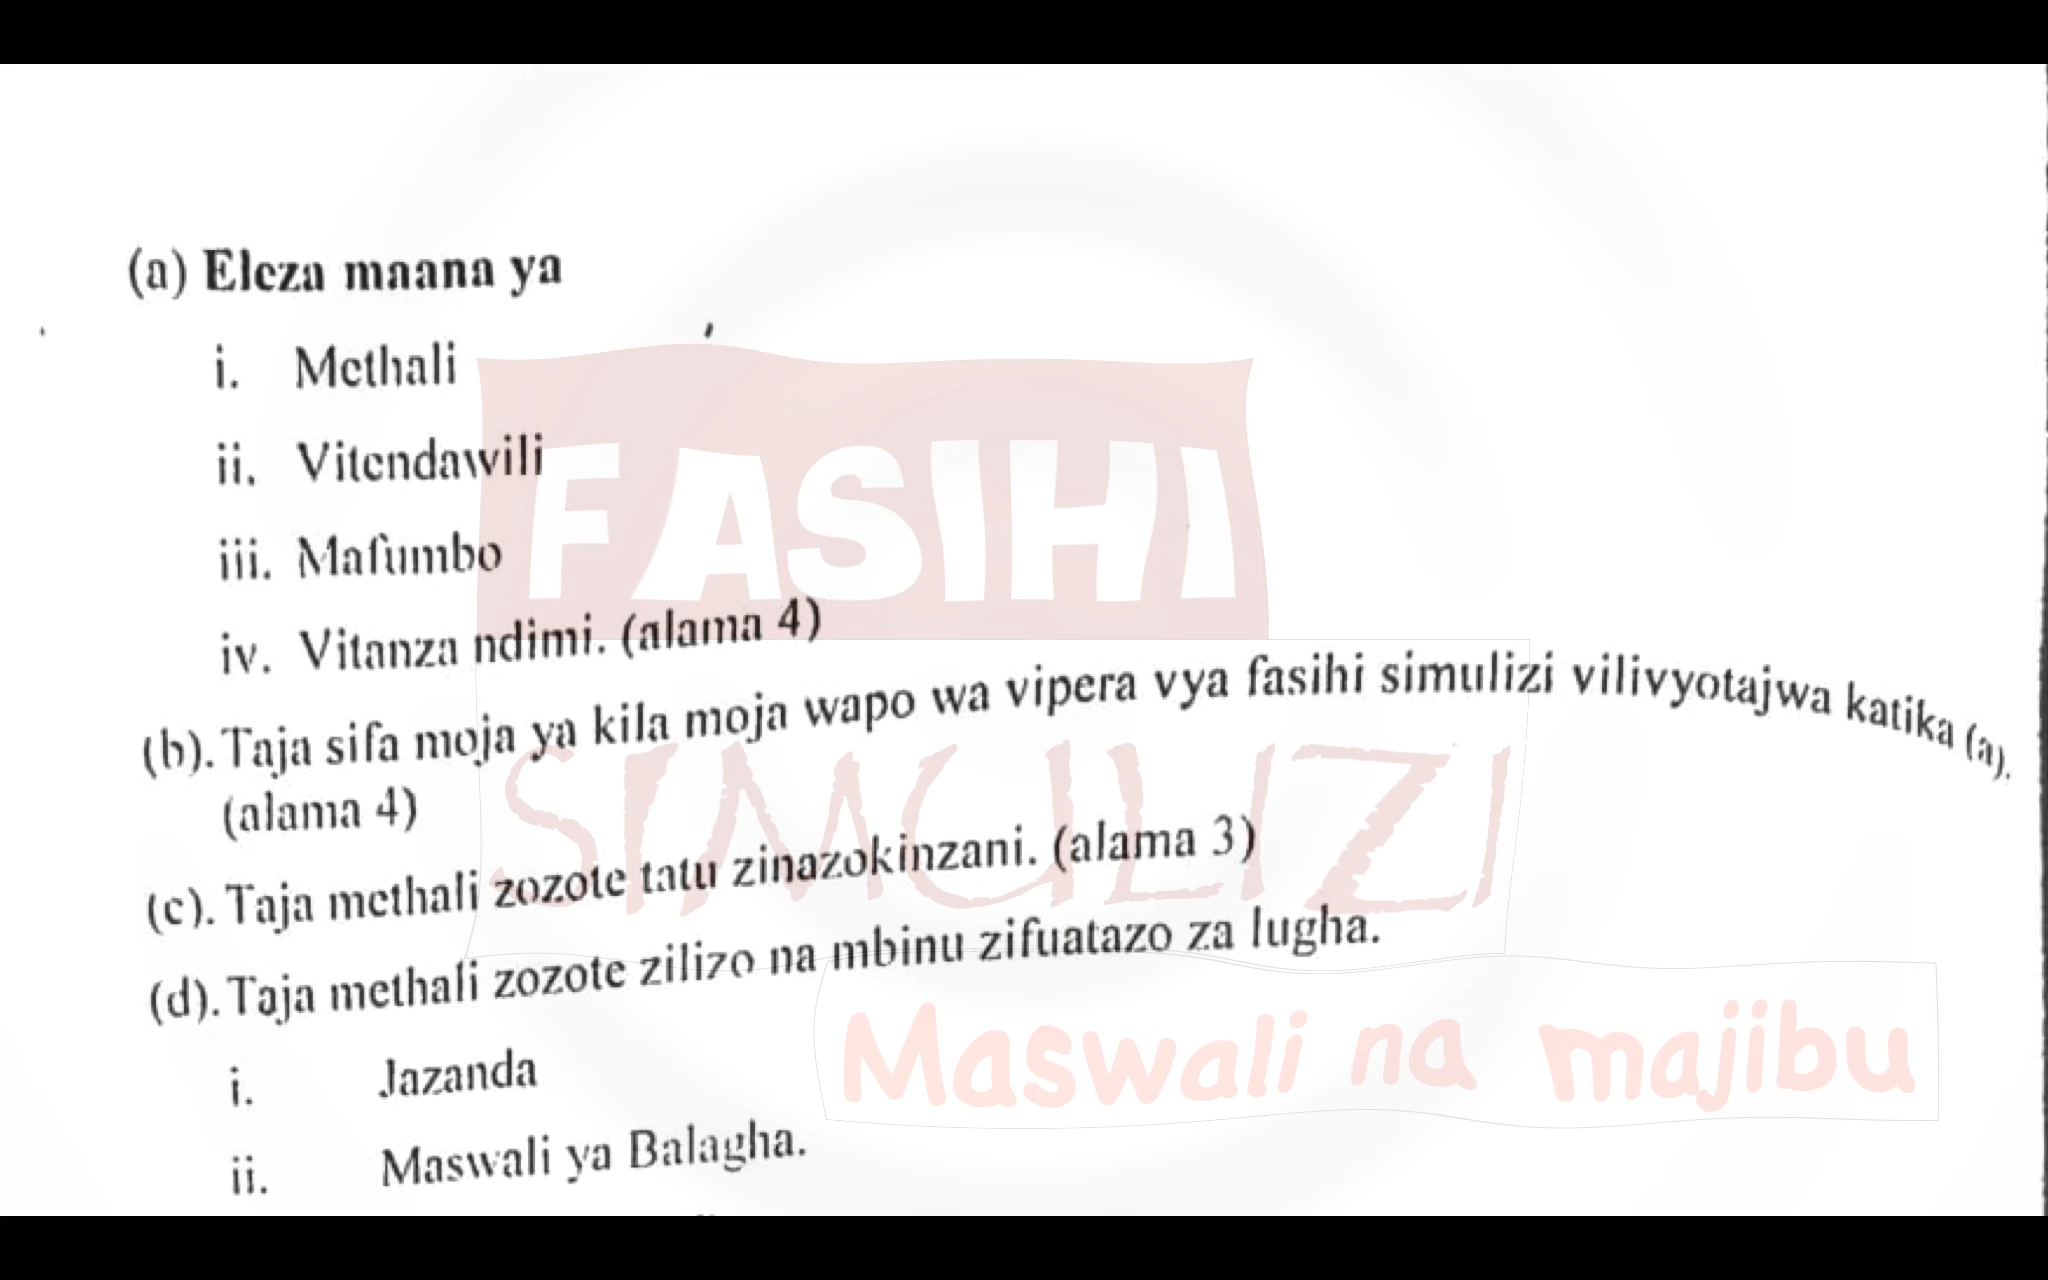 (a) Eleza maana ya
i. Methali
ii. Vitendawili
iii. Mafumbo
iv. Vitanza ndimi. (alama 4)
(b). Taja sifa moja ya kila moja wapo wa vipera vya fasihi simulizi vilivyotajwa katika (a).
(alama 4)
(c). Taja methali zozote tatu zinazokinzani. (alama 3)
(d). Taja methali zozote zilizo na mbinu zifuatazo za lugha.
i. Jazanda
ii. Maswali ya Balagha.
FASIHI
SIMULIZI
Maswali na majibu